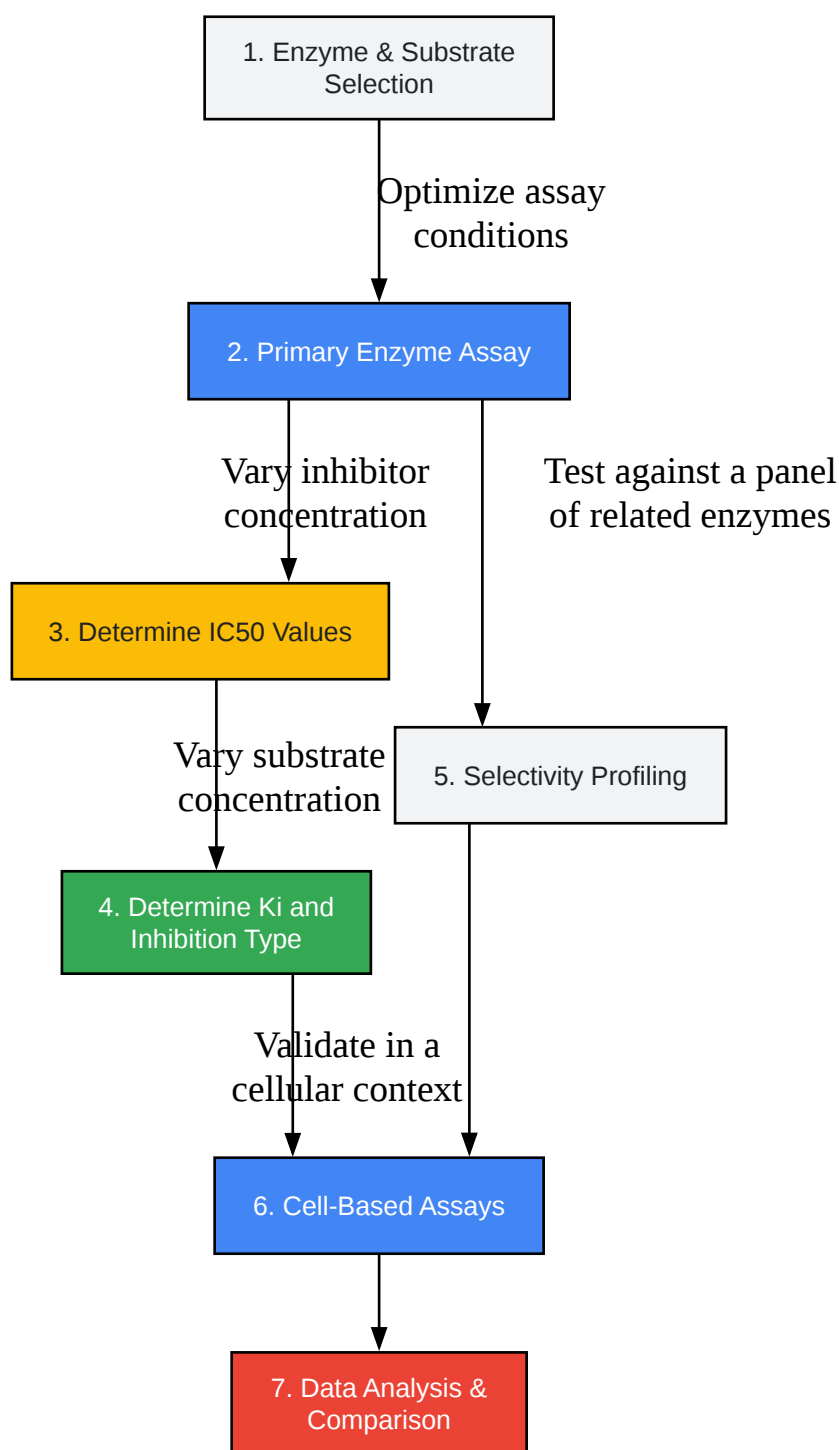 1. Enzyme & Substrate
Selection
Optimize assay
conditions
2. Primary Enzyme Assay
Vary inhibitor
concentration
Test against a panel
of related enzymes
3. Determine IC50 Values
Vary substrate
concentration
5. Selectivity Profiling
4. Determine Ki and
Inhibition Type
Validate in a
cellular context
6. Cell-Based Assays
7. Data Analysis &
Comparison